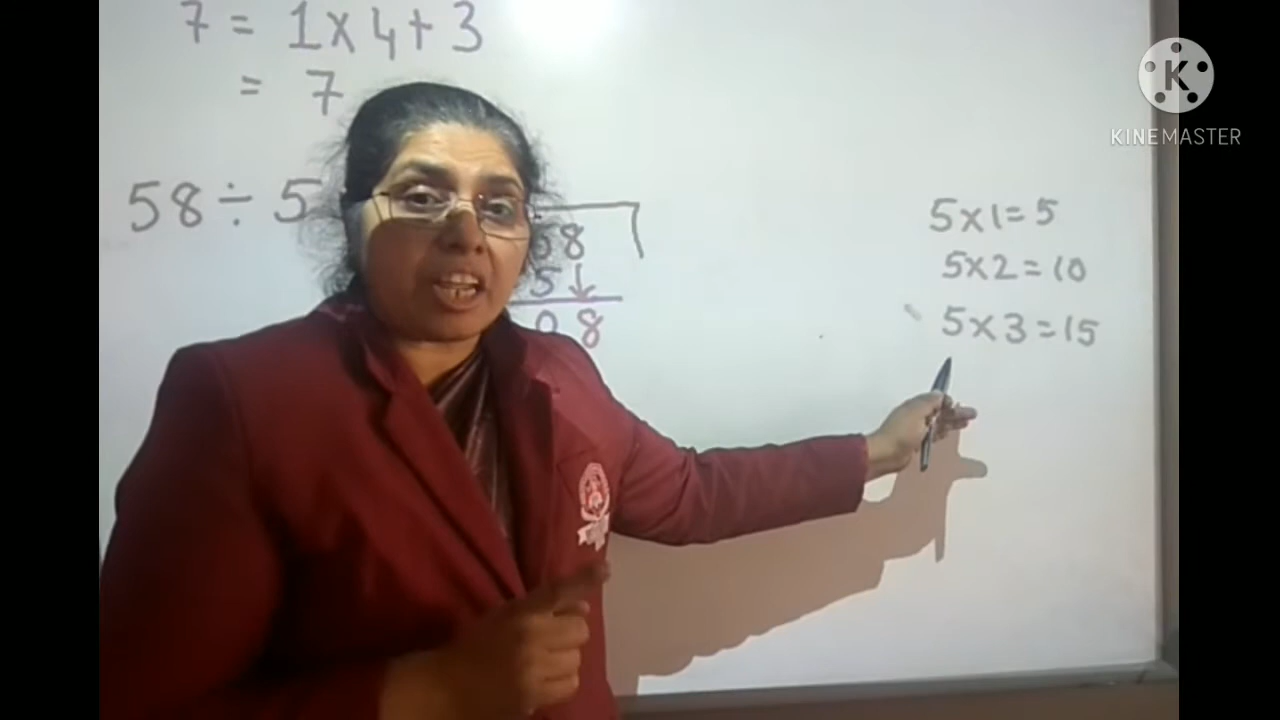 7 = 1 x 4 + 3
= 7
58 ÷ 5
58
5↓
08
5x1=5
5x2=10
5x3=15
K
KINEMASTER